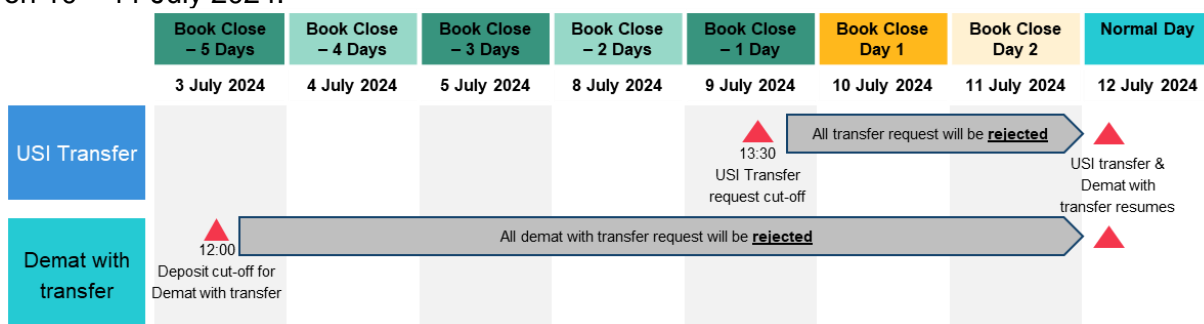 on 10 – 11 July 2024.
Book Close – 5 Days
Book Close – 4 Days
Book Close – 3 Days
Book Close – 2 Days
Book Close – 1 Day
Book Close Day 1
Book Close Day 2
Normal Day
3 July 2024
4 July 2024
5 July 2024
8 July 2024
9 July 2024
10 July 2024
11 July 2024
12 July 2024
USI Transfer
13:30
USI Transfer
request cut-off
All transfer request will be rejected
USI transfer &
Demat with
transfer resumes
Demat with
transfer
12:00
Deposit cut-off for
Demat with transfer
All demat with transfer request will be rejected